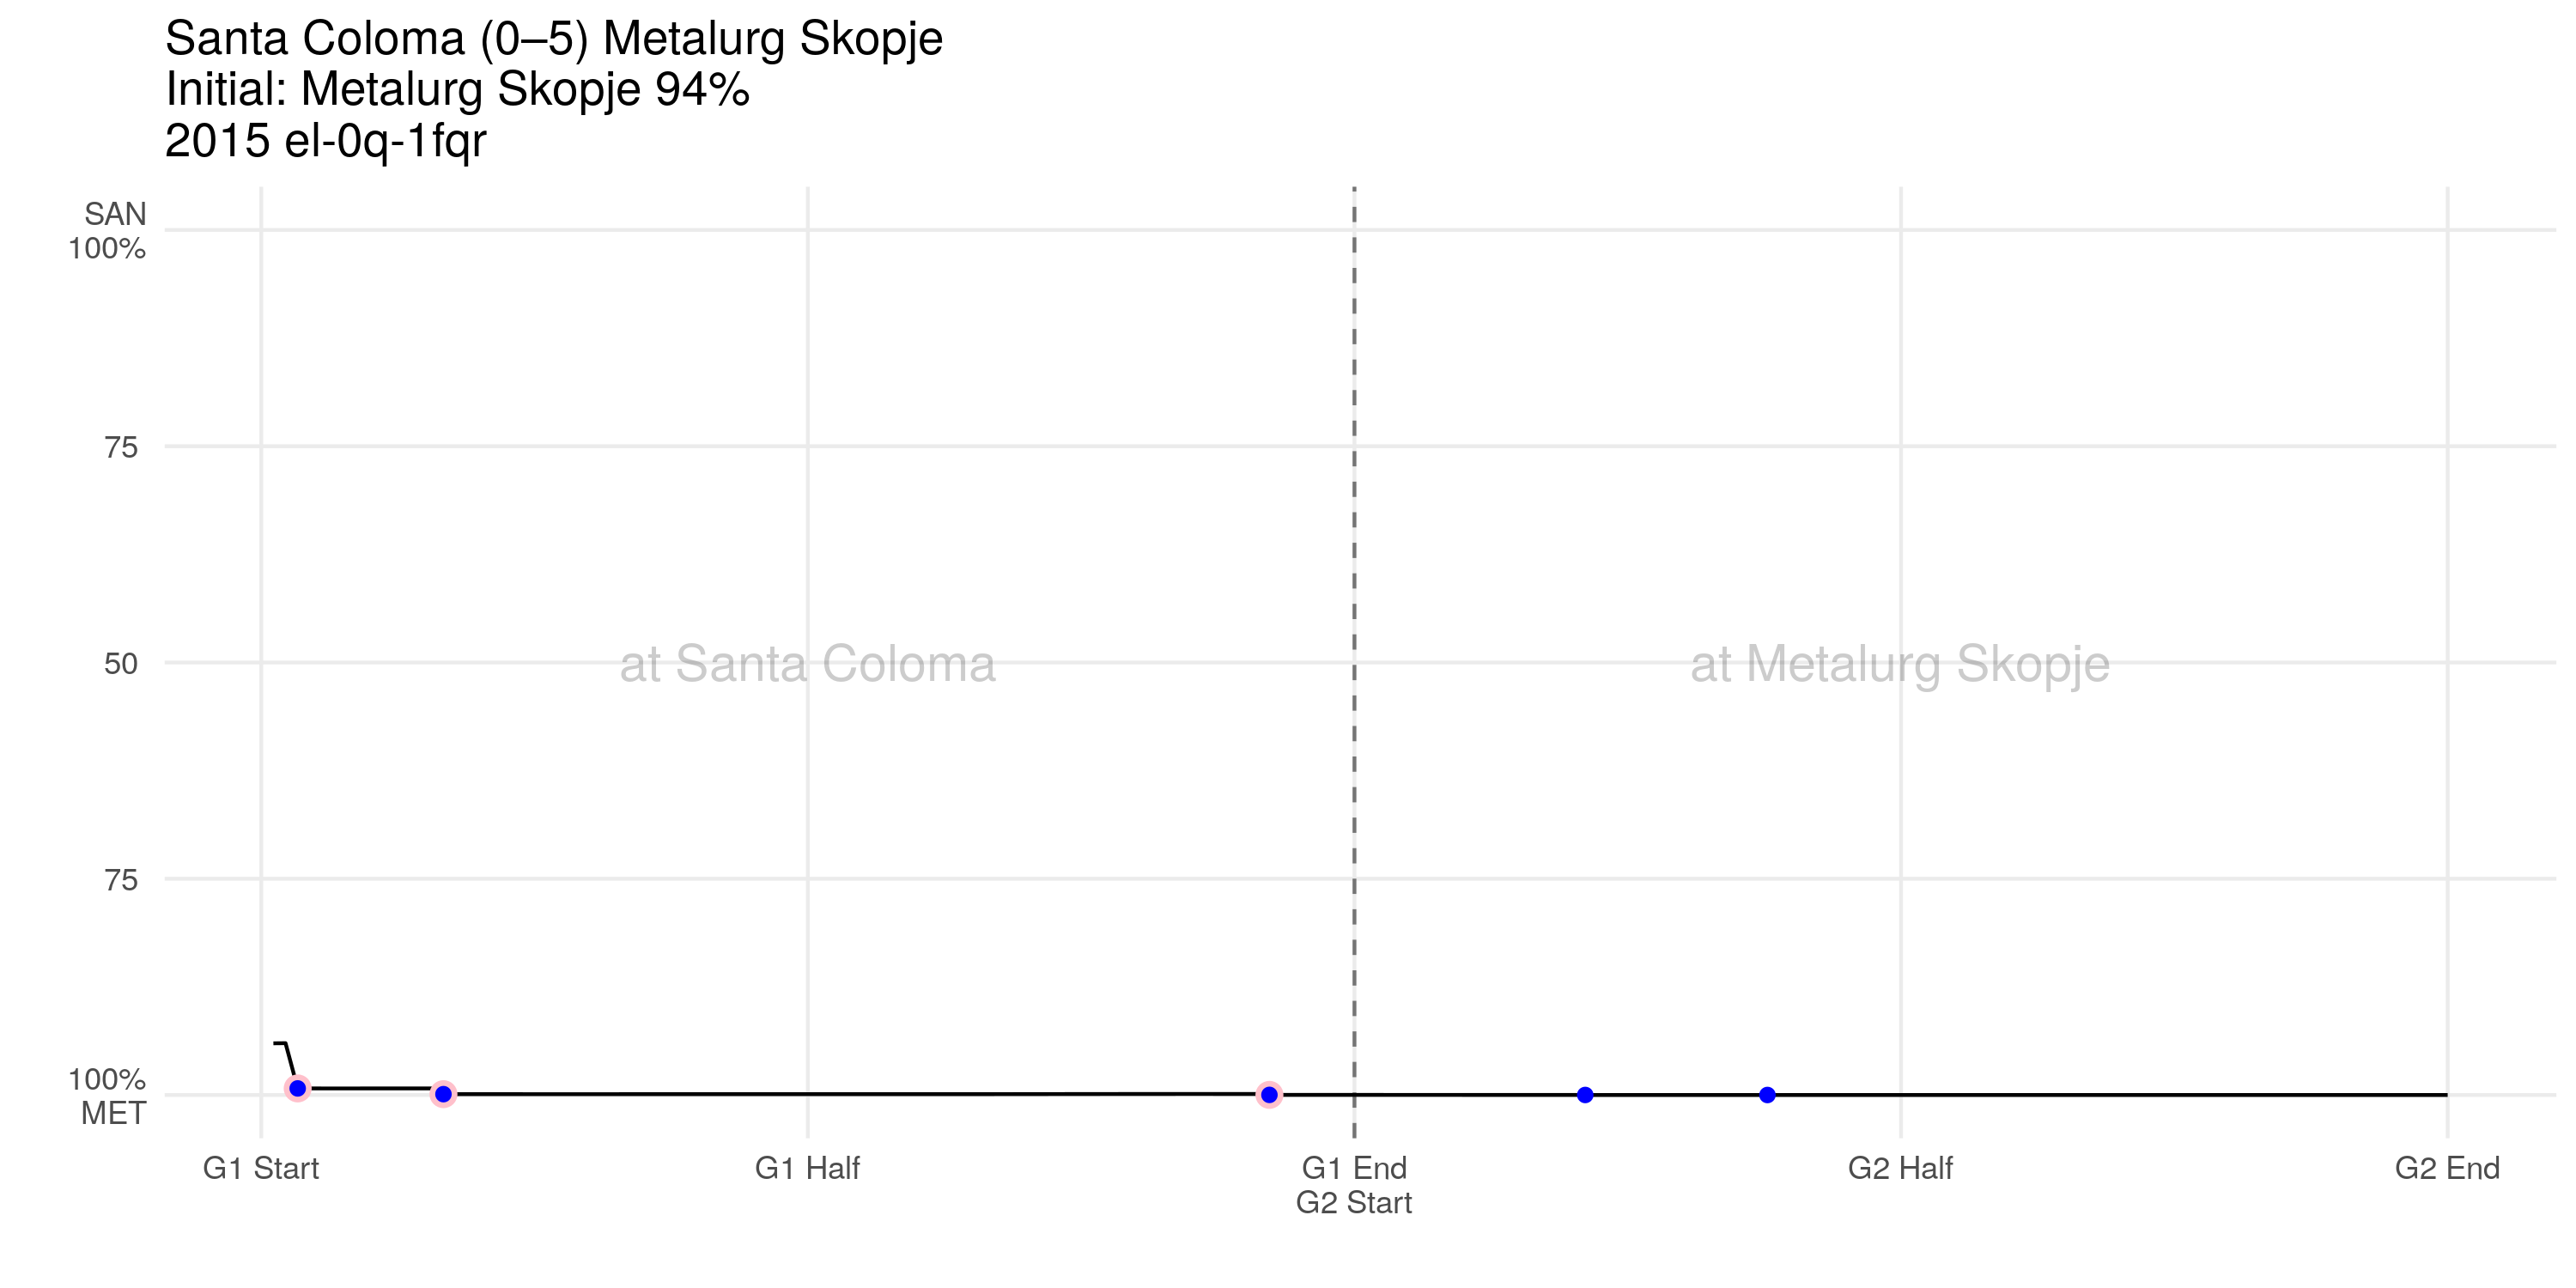 Santa Coloma (0–5) Metalurg Skopje
Initial: Metalurg Skopje 94%
2015 el-0q-1fqr
SAN
100%
75
50
75
100%
MET
at Santa Coloma
at Metalurg Skopje
G1 Start
G1 Half
G1 End
G2 Start
G2 Half
G2 End